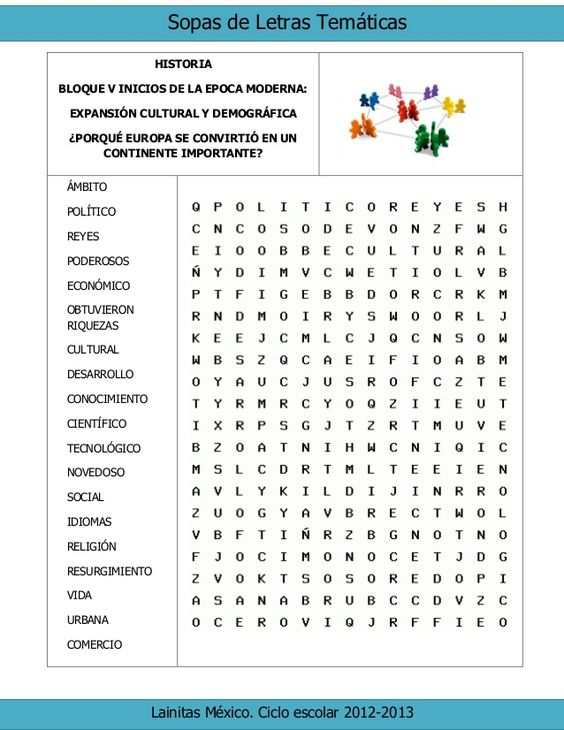 Sopas de Letras Temáticas
HISTORIA
BLOQUE V INICIOS DE LA EPOCA MODERNA:
EXPANSIÓN CULTURAL Y DEMOGRÁFICA
¿PORQUÉ EUROPA SE CONVIRTIÓ EN UN
CONTINENTE IMPORTANTE?
ÁMBITO
POLÍTICO
REYES
PODEROSOS
ECONÓMICO
OBTUVIERON
RIQUEZAS
CULTURAL
DESARROLLO
CONOCIMIENTO
CIENTÍFICO
TECNOLÓGICO
NOVEDOSO
SOCIAL
IDIOMAS
RELIGIÓN
RESURGIMIENTO
VIDA
URBANA
COMERCIO
Q P O L I T I C O R E Y E S H
C N C O S O D E V O N Z F W G
E I O O B B E C U L T U R A L
Ñ Y D I M V C W E T I O L V B
P T F I G E B B D O R C R K M
R N D M O I R Y S W O O R L J
K E E J C M L C J Q C N S O W
W B S Z Q C A E I F I O A B M
O Y A U C J U S R O F C Z T E
T Y R M R C Y O Q Z I I E U T
I X R P S G J T Z R T M U V E
B Z O A T N I H W C N I Q I C
M S L C D R T M L T E E I E N
A V L Y K I L D I J I N R R O
Z U O G Y A V B R E C T W O L
V B F T I Ñ R Z B G N O T N O
F J O C I M O N O C E T J D G
Z V O K T S O S O R E D O P I
A S A N A B R U B C C D V Z C
O C E R O V I Q J R F F I E O
Lainitas México. Ciclo escolar 2012-2013